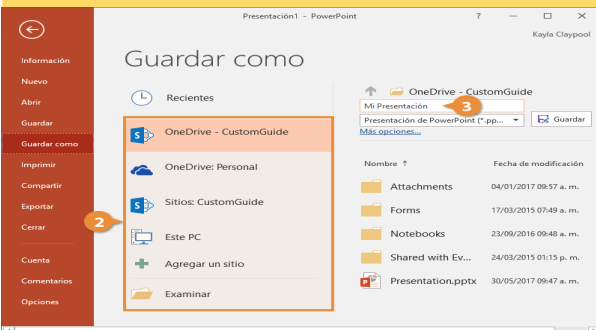 Presentación1 - PowerPoint
?
Kayla Claypool
Guardar como
Información
Nuevo
Abrir
Guardar
Guardar como
Imprimir
Compartir
Exportar
Cerrar
Cuenta
Comentarios
Opciones
Recientes
OneDrive - CustomGuide
OneDrive: Personal
Sitios: CustomGuide
2
Este PC
Agregar un sitio
Examinar
OneDrive - CustomGuide
Mi Presentación 3
Presentación de PowerPoint (*.pp... Guardar
Más opciones...
Nombre ↑ Fecha de modificación
Attachments 04/01/2017 09:57 a. m.
Forms 17/03/2015 07:49 a. m.
Notebooks 23/09/2016 09:48 a. m.
Shared with Ev... 24/03/2015 01:15 p. m.
Presentation.pptx 30/05/2017 09:47 a. m.